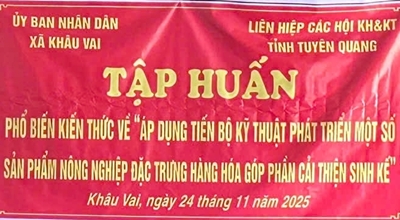 ỦY BAN NHÂN DÂN LIÊN HIỆP CÁC HỘI KH&KT
XÃ KHÂU VAI TỈNH TUYÊN QUANG
TẬP HUẤN
PHỔ BIẾN KIẾN THỨC VỀ “ÁP DỤNG TIẾN BỘ KỸ THUẬT PHÁT TRIỂN MỘT SỐ
SẢN PHẨM NÔNG NGHIỆP ĐẶC TRƯNG HÀNG HÓA GÓP PHẦN CẢI THIỆN SINH KẾ”
Khâu Vai, ngày 24 tháng 11 năm 2025